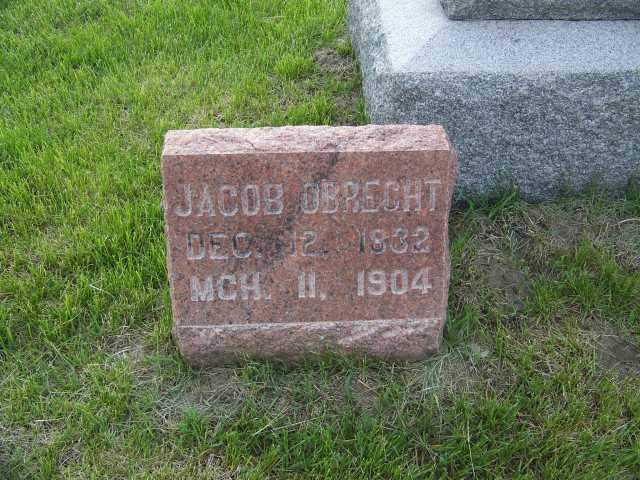 JACOB OBRECHT
DEC. 12, 1832
MCH. 11, 1904